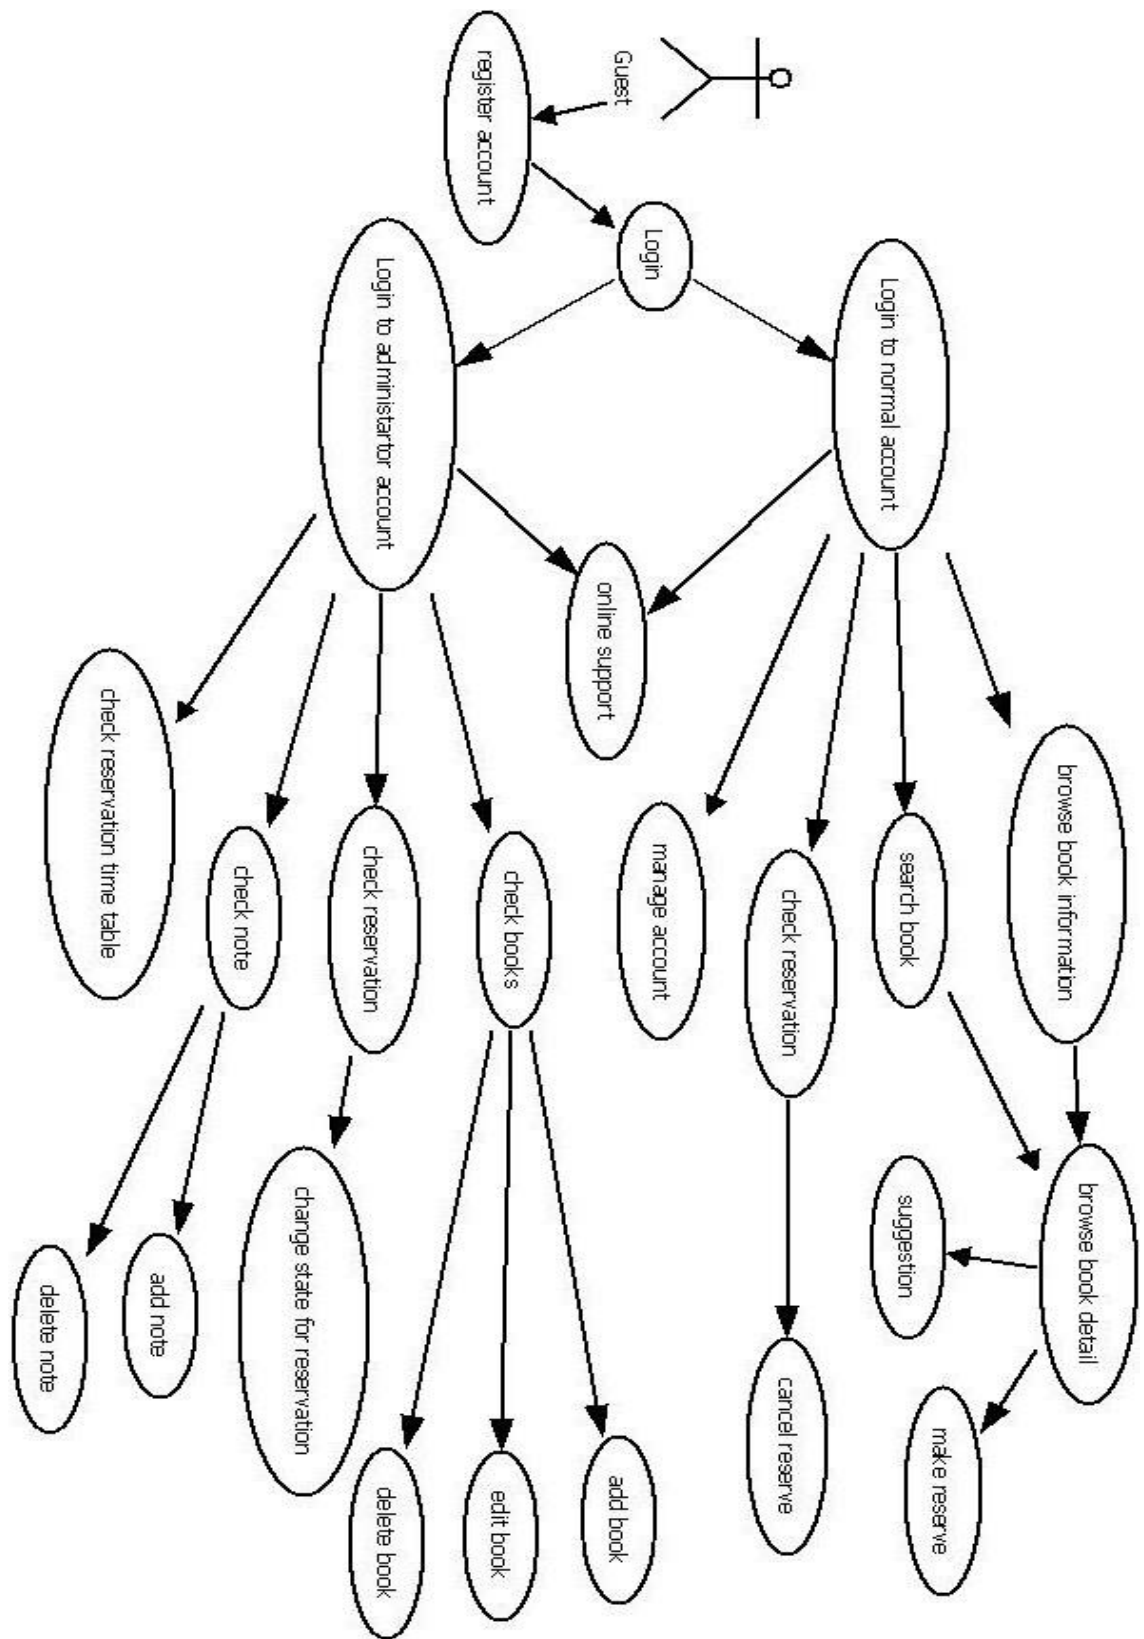 Guest
register account
Login
Login to normal account
Login to administartor account
online support
browse book information
search book
check reservation
manage account
check books
check reservation
check note
check reservation time table
browse book detail
suggestion
make reserve
cancel reserve
add book
edit book
delete book
change state for reservation
add note
delete note